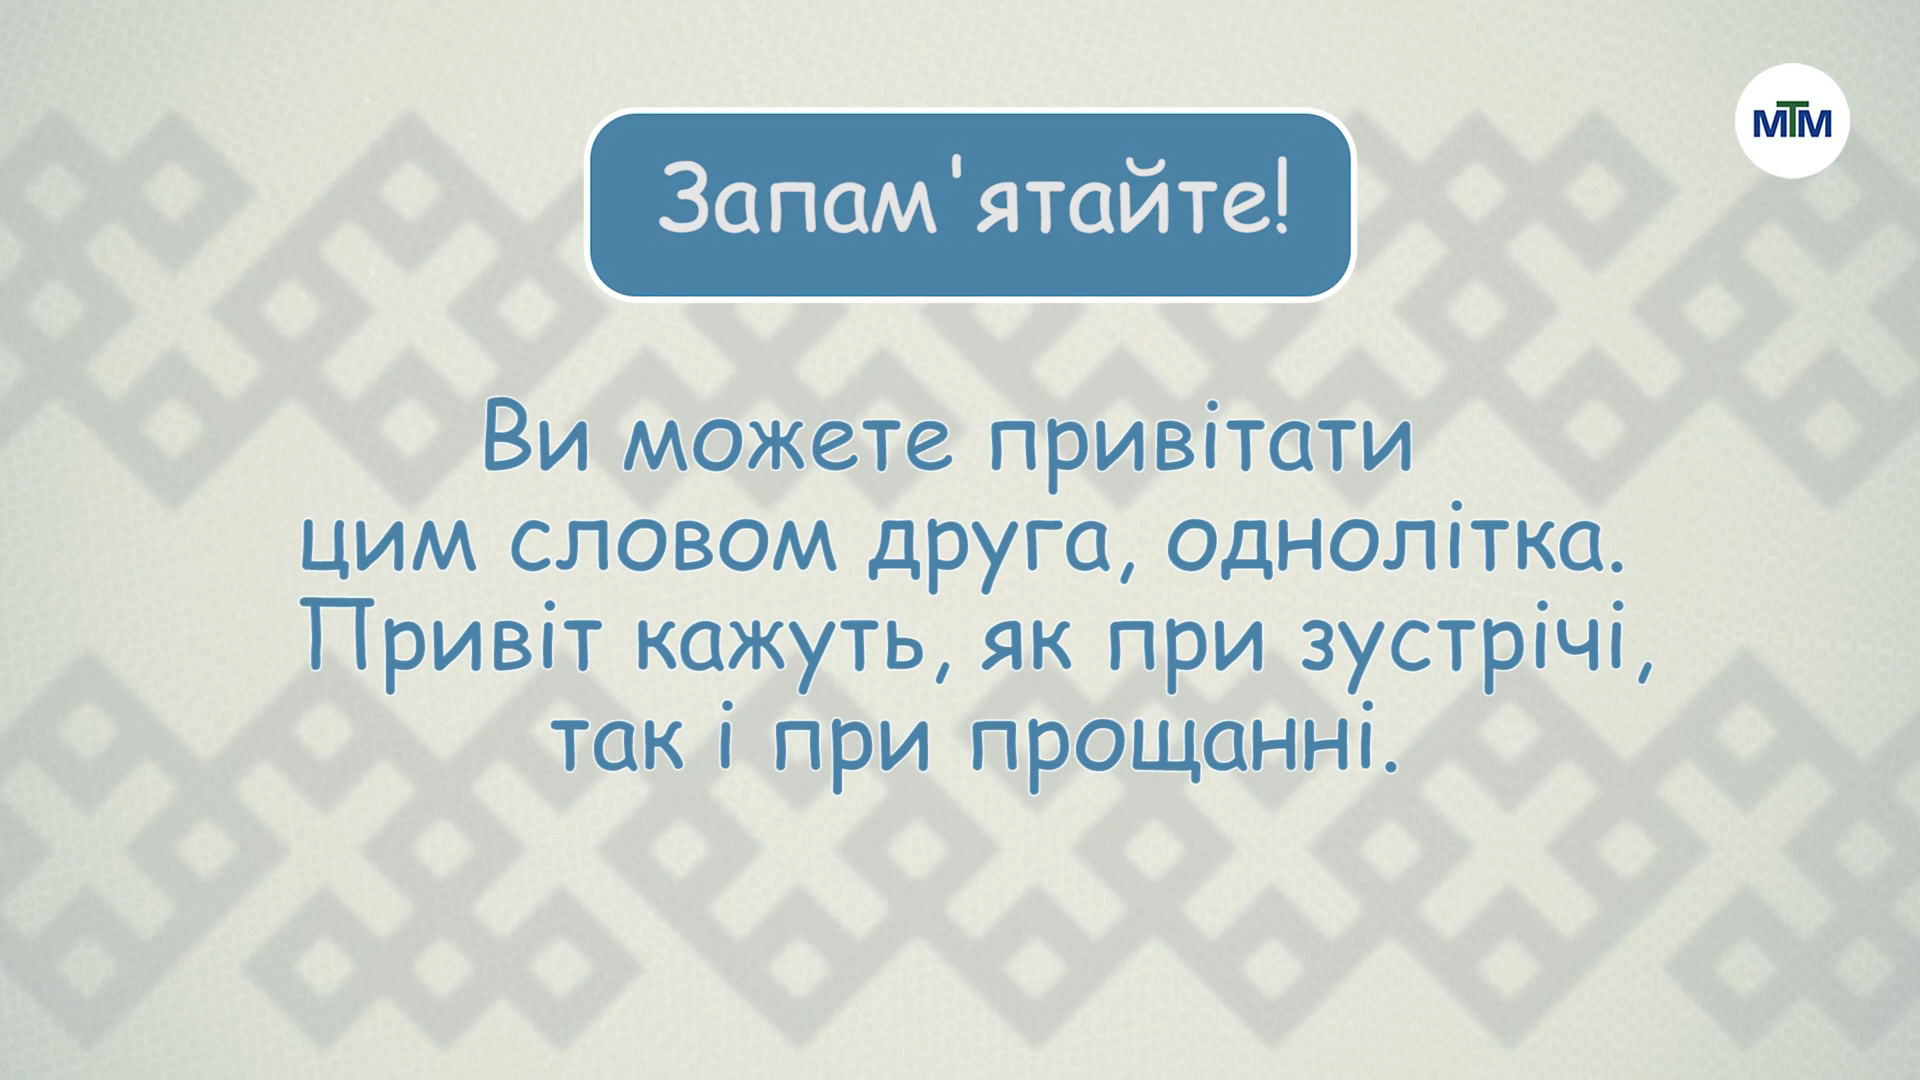 МТМ
Запам'ятайте!
Ви можете привітати
цим словом друга, однолітка.
Привіт кажуть, як при зустрічі,
так і при прощанні.